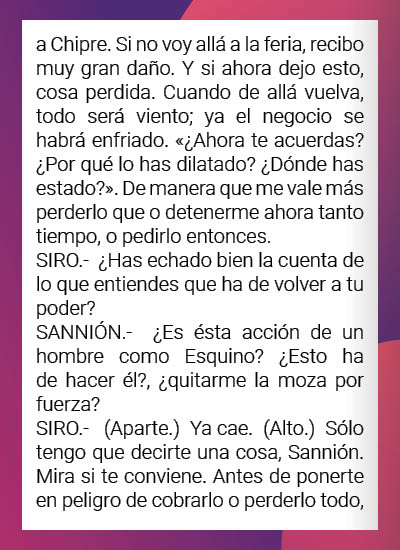 a Chipre. Si no voy allá a la feria, recibo
muy gran daño. Y si ahora dejo esto,
cosa perdida. Cuando de allá vuelva,
todo será viento; ya el negocio se
habrá enfriado. «¿Ahora te acuerdas?
¿Por qué lo has dilatado? ¿Dónde has
estado?». De manera que me vale más
perderlo que o detenerme ahora tanto
tiempo, o pedirlo entonces.
SIRO.- ¿Has echado bien la cuenta de
lo que entiendes que ha de volver a tu
poder?
SANNIÓN.- ¿Es ésta acción de un
hombre como Esquino? ¿Esto ha
de hacer él?, ¿quitarme la moza por
fuerza?
SIRO.- (Aparte.) Ya cae. (Alto.) Sólo
tengo que decirte una cosa, Sannión.
Mira si te conviene. Antes de ponerte
en peligro de cobrarlo o perderlo todo,